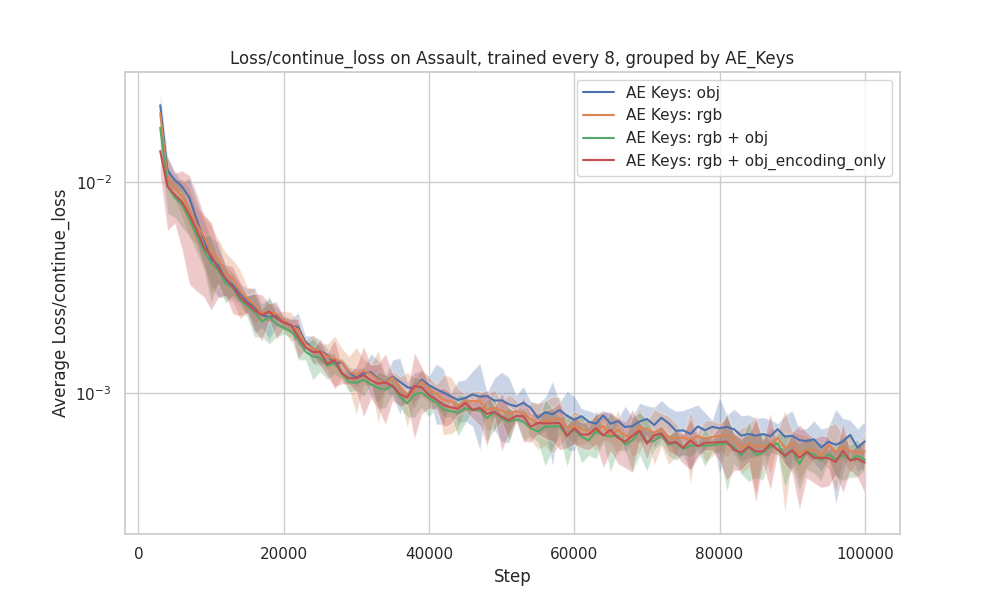 Loss/continue_loss on Assault, trained every 8, grouped by AE_Keys
AE Keys: obj
AE Keys: rgb
AE Keys: rgb + obj
AE Keys: rgb + obj_encoding_only
Average Loss/continue_loss
10⁻²
10⁻³
0
20000
40000
60000
80000
100000
Step